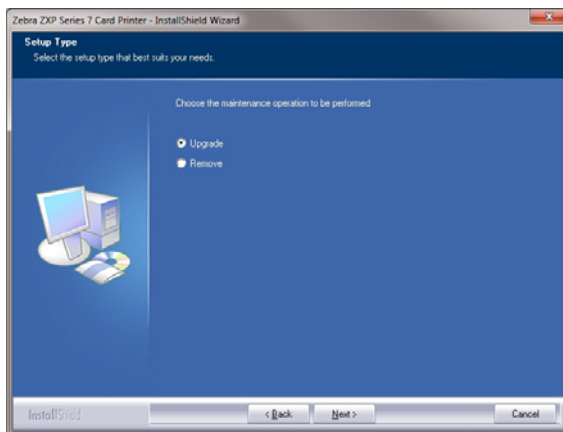 Zebra ZXP Series 7 Card Printer - InstallShield Wizard
Setup Type
Select the setup type that best suits your needs.
Choose the maintenance operation to be performed
Upgrade
Remove
InstallShield
< Back Next > Cancel